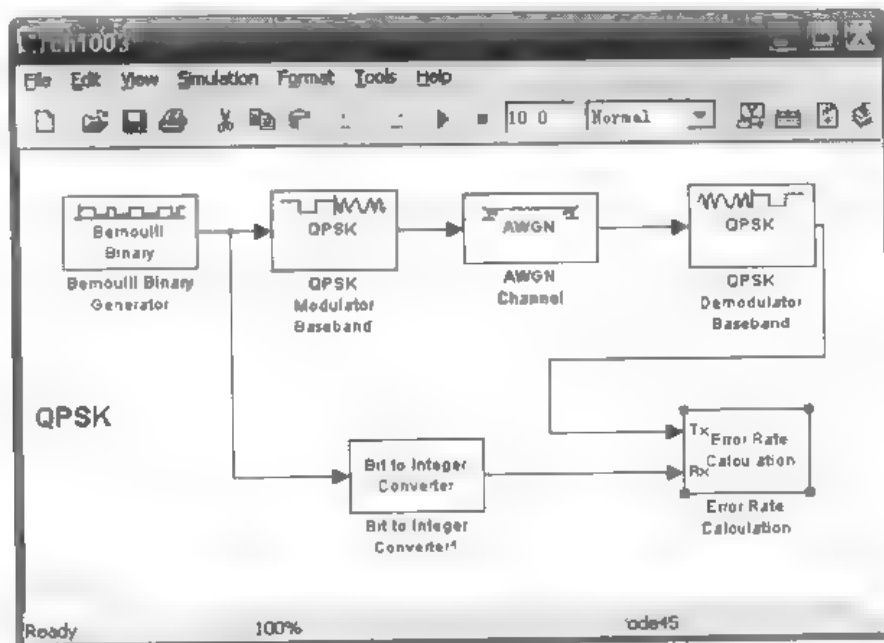 ch1003
File Edit View Simulation Format Tools Help
10 0 Normal
Bernoulli
Binary
Bernoulli Binary
Generator
QPSK
QPSK
Modulator
Baseband
AWGN
AWGN
Channel
QPSK
QPSK
Demodulator
Baseband
QPSK
Bit to Integer
Converter
Bit to Integer
Converter1
Tx
Rx
Error Rate
Calculation
Error Rate
Calculation
Ready 100% ode45